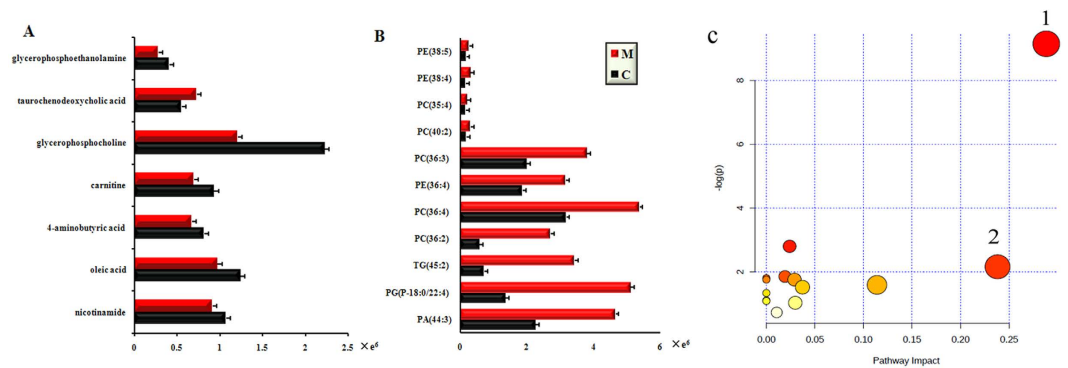 A
glycerophosphoethanolamine
taurochenodeoxycholic acid
glycerophosphocholine
carnitine
4-aminobutyric acid
oleic acid
nicotinamide
0 0.5 1 1.5 2 2.5 ×e6
B
M
C
PE(38:5)
PE(38:4)
PC(35:4)
PC(40:2)
PC(36:3)
PE(36:4)
PC(36:4)
PC(36:2)
TG(45:2)
PG(P-18:0/22:4)
PA(44:3)
0 2 4 6 ×e6
C
1
2
-log(p)
8
6
4
2
0.00 0.05 0.10 0.15 0.20 0.25
Pathway Impact